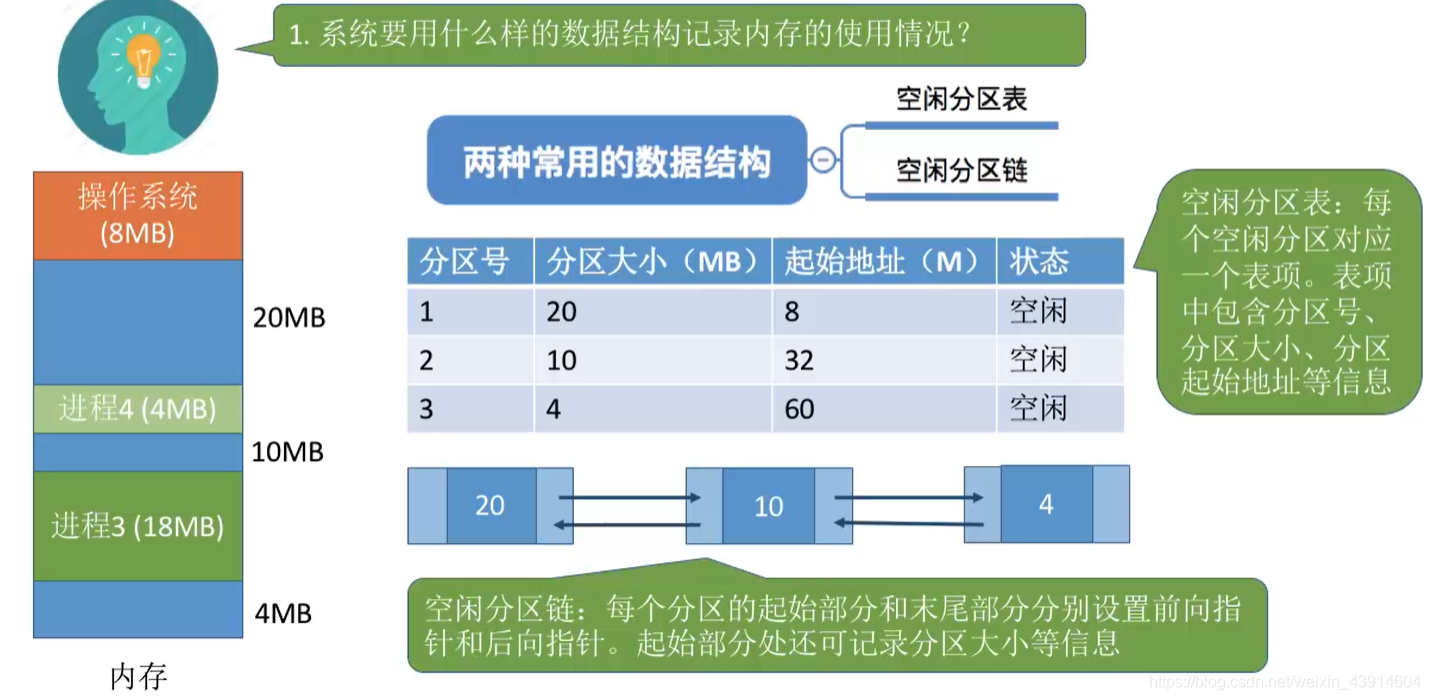 1. 系统要用什么样的数据结构记录内存的使用情况？
两种常用的数据结构
空闲分区表
空闲分区链
操作系统
(8MB)
20MB
进程4 (4MB)
10MB
进程3 (18MB)
4MB
内存
分区号 分区大小（MB） 起始地址（M） 状态
1 20 8 空闲
2 10 32 空闲
3 4 60 空闲
空闲分区表：每
个空闲分区对应
一个表项。表项
中包含分区号、
分区大小、分区
起始地址等信息
20 10 4
空闲分区链：每个分区的起始部分和末尾部分分别设置前向指
针和后向指针。起始部分处还可记录分区大小等信息
https://blog.csdn.net/weixin_43914604